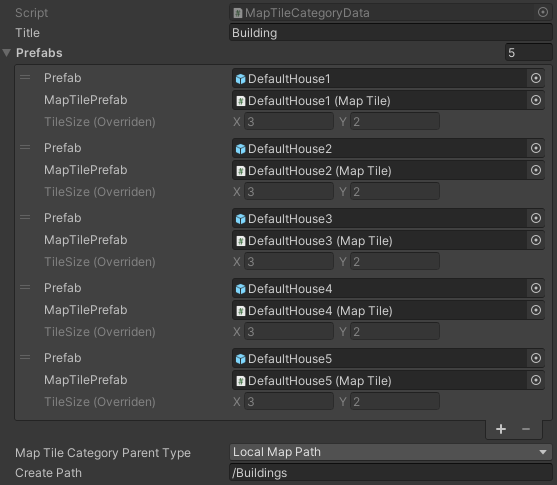 Script MapTileCategoryData
Title Building
Prefabs 5
Prefab DefaultHouse1
MapTilePrefab DefaultHouse1 (Map Tile)
TileSize (Overriden) X 3 Y 2
Prefab DefaultHouse2
MapTilePrefab DefaultHouse2 (Map Tile)
TileSize (Overriden) X 3 Y 2
Prefab DefaultHouse3
MapTilePrefab DefaultHouse3 (Map Tile)
TileSize (Overriden) X 3 Y 2
Prefab DefaultHouse4
MapTilePrefab DefaultHouse4 (Map Tile)
TileSize (Overriden) X 3 Y 2
Prefab DefaultHouse5
MapTilePrefab DefaultHouse5 (Map Tile)
TileSize (Overriden) X 3 Y 2
+ −
Map Tile Category Parent Type Local Map Path
Create Path /Buildings